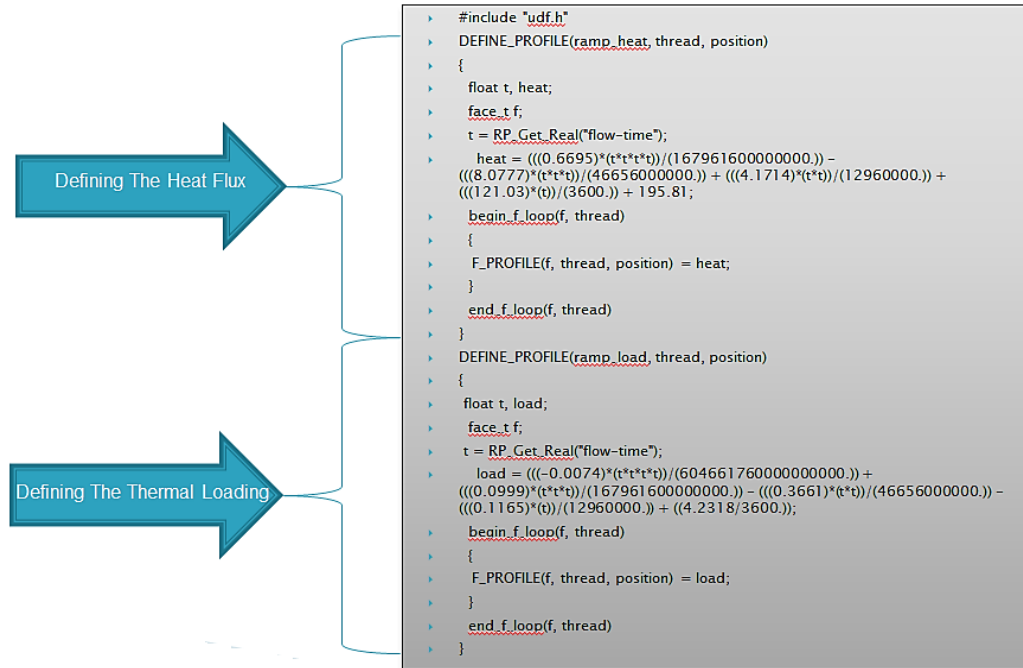 Defining The Heat Flux
Defining The Thermal Loading
#include "udf.h"
DEFINE_PROFILE(ramp_heat, thread, position)
{
float t, heat;
face_t f;
t = RP_Get_Real("flow-time");
heat = (((0.6695)*(t*t*t*t))/(167961600000000.)) –
(((8.0777)*(t*t*t))/(46656000000.)) + (((4.1714)*(t*t))/(12960000.)) +
(((121.03)*(t))/(3600.)) + 195.81;
begin_f_loop(f, thread)
{
F_PROFILE(f, thread, position) = heat;
}
end_f_loop(f, thread)
}
DEFINE_PROFILE(ramp_load, thread, position)
{
float t, load;
face_t f;
t = RP_Get_Real("flow-time");
load = (((-0.0074)*(t*t*t*t))/(604661760000000000.)) +
(((0.0999)*(t*t*t))/(167961600000000.)) – (((0.3661)*(t*t))/(46656000000.)) –
(((0.1165)*(t))/(12960000.)) + ((4.2318/3600.));
begin_f_loop(f, thread)
{
F_PROFILE(f, thread, position) = load;
}
end_f_loop(f, thread)
}